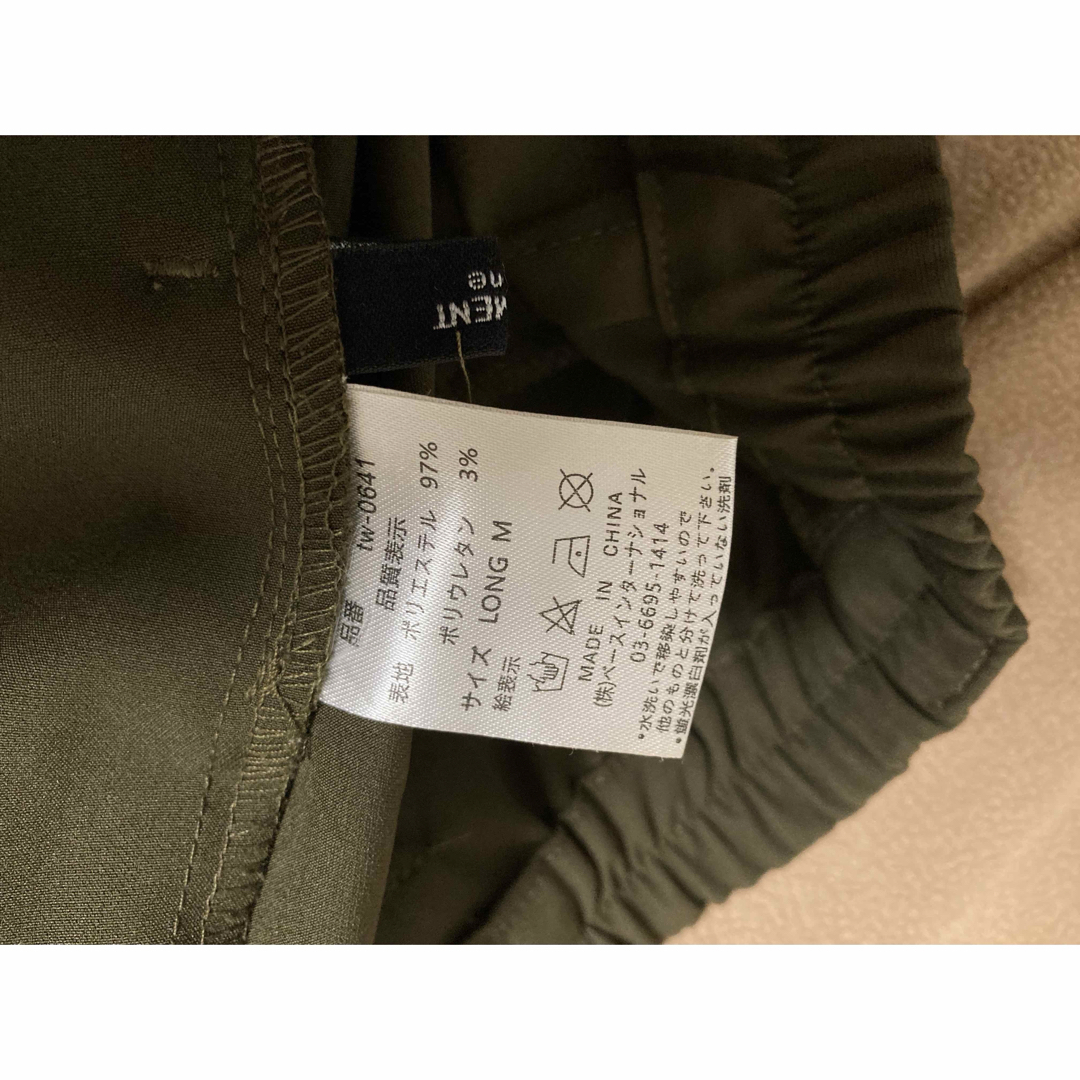 MENT
ne
品番 tw-0641
品質表示
表地 ポリエステル 97%
ポリウレタン 3%
サイズ LONG M
絵表示
MADE IN CHINA
(株)ベースインターナショナル
03-6695-1414
•水洗いで移染しやすいので
他のものと分けて洗って下さい。
•蛍光漂白剤が入っていない洗剤